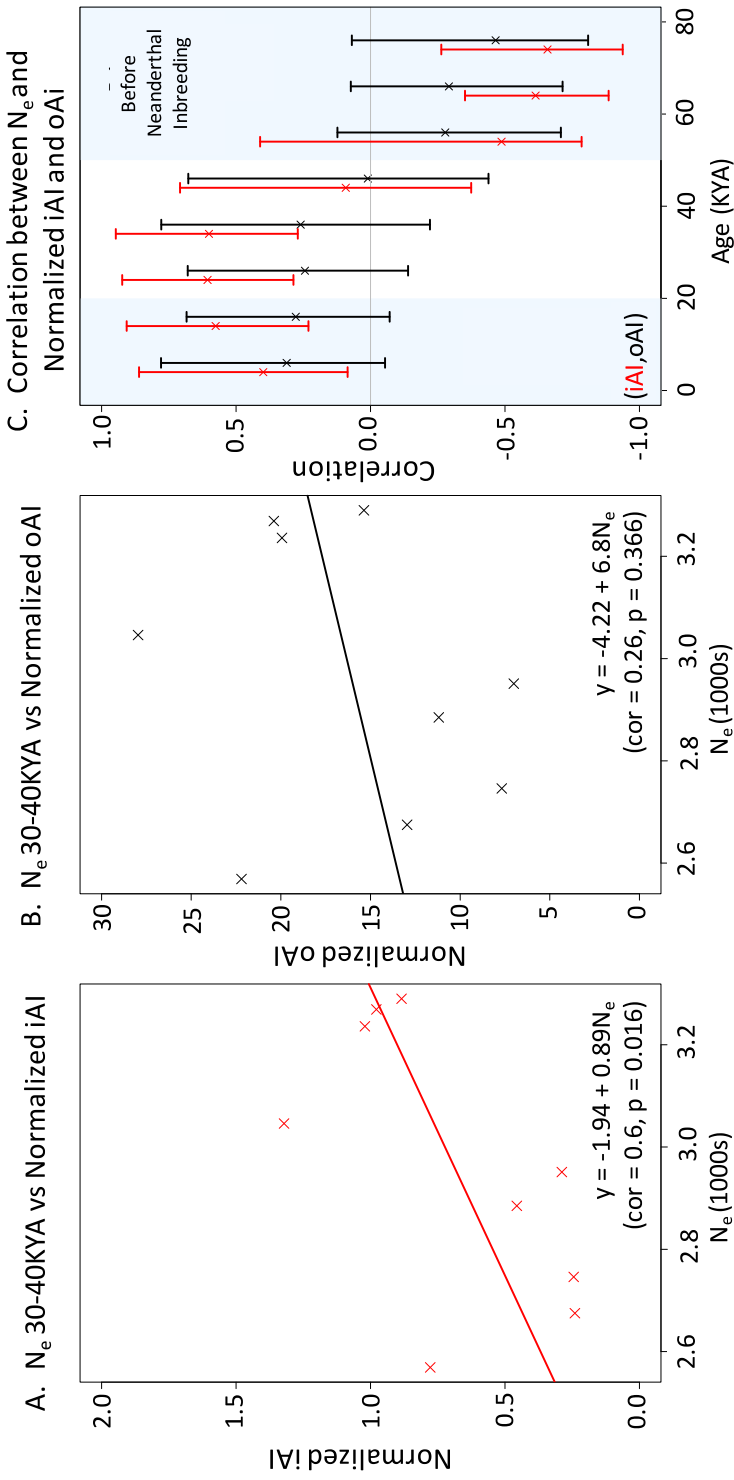 A. Ne 30-40KYA vs Normalized iAI
Normalized iAI
2.0
1.5
1.0
0.5
0.0
y = -1.94 + 0.89Ne
(cor = 0.6, p = 0.016)
2.6 2.8 3.0 3.2
Ne (1000s)
B. Ne 30-40KYA vs Normalized oAI
Normalized oAI
30
25
20
15
10
5
0
y = -4.22 + 6.8Ne
(cor = 0.26, p = 0.366)
2.6 2.8 3.0 3.2
Ne (1000s)
C. Correlation between Ne and
Normalized iAI and oAi
Correlation
1.0
0.5
0.0
-0.5
-1.0
Before
Neanderthal
Inbreeding
(iAI,oAI)
0 20 40 60 80
Age (KYA)